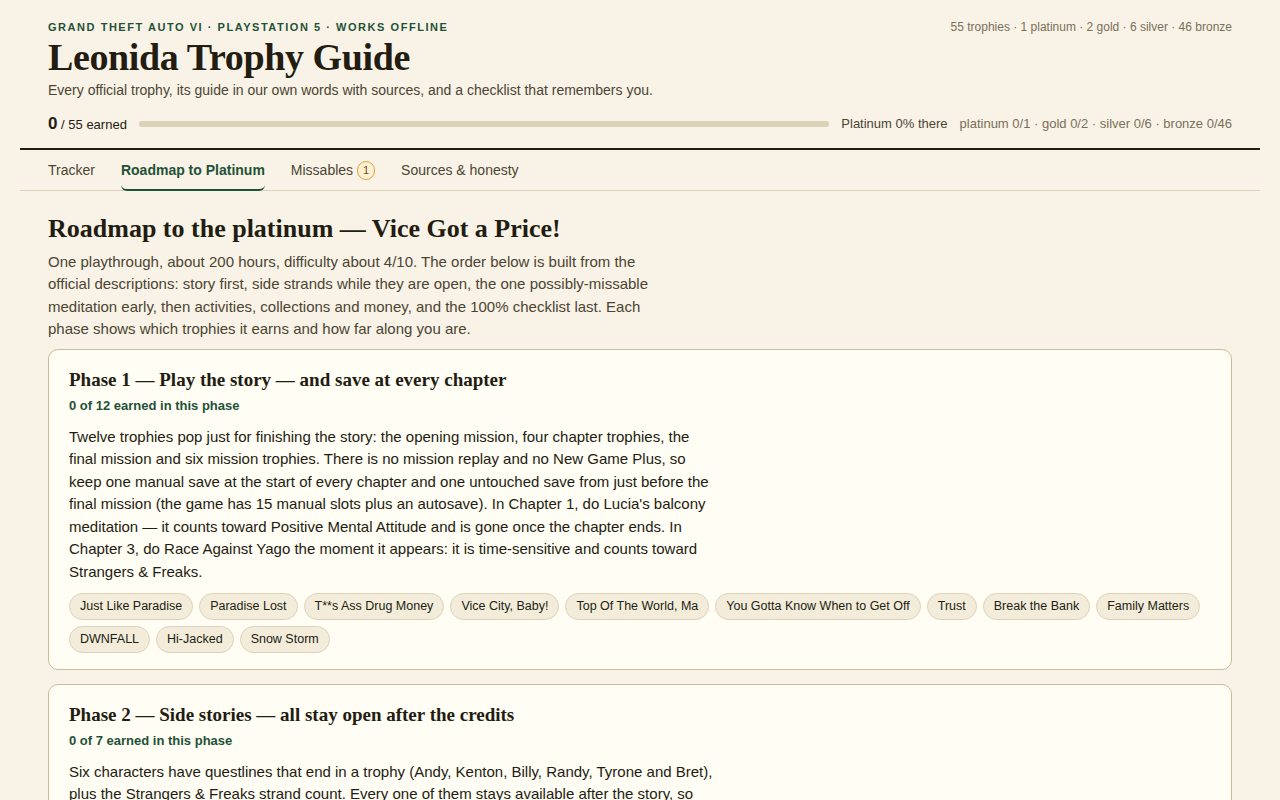 GRAND THEFT AUTO VI · PLAYSTATION 5 · WORKS OFFLINE
55 trophies · 1 platinum · 2 gold · 6 silver · 46 bronze
Leonida Trophy Guide
Every official trophy, its guide in our own words with sources, and a checklist that remembers you.
0 / 55 earned
Platinum 0% there
platinum 0/1 · gold 0/2 · silver 0/6 · bronze 0/46
Tracker
Roadmap to Platinum
Missables 1
Sources & honesty
Roadmap to the platinum — Vice Got a Price!
One playthrough, about 200 hours, difficulty about 4/10. The order below is built from the
official descriptions: story first, side strands while they are open, the one possibly-missable
meditation early, then activities, collections and money, and the 100% checklist last. Each
phase shows which trophies it earns and how far along you are.
Phase 1 — Play the story — and save at every chapter
0 of 12 earned in this phase
Twelve trophies pop just for finishing the story: the opening mission, four chapter trophies, the
final mission and six mission trophies. There is no mission replay and no New Game Plus, so
keep one manual save at the start of every chapter and one untouched save from just before the
final mission (the game has 15 manual slots plus an autosave). In Chapter 1, do Lucia's balcony
meditation — it counts toward Positive Mental Attitude and is gone once the chapter ends. In
Chapter 3, do Race Against Yago the moment it appears: it is time-sensitive and counts toward
Strangers & Freaks.
Just Like Paradise
Paradise Lost
T**s Ass Drug Money
Vice City, Baby!
Top Of The World, Ma
You Gotta Know When to Get Off
Trust
Break the Bank
Family Matters
DWNFALL
Hi-Jacked
Snow Storm
Phase 2 — Side stories — all stay open after the credits
0 of 7 earned in this phase
Six characters have questlines that end in a trophy (Andy, Kenton, Billy, Randy, Tyrone and Bret),
plus the Strangers & Freaks strand count. Every one of them stays available after the story, so